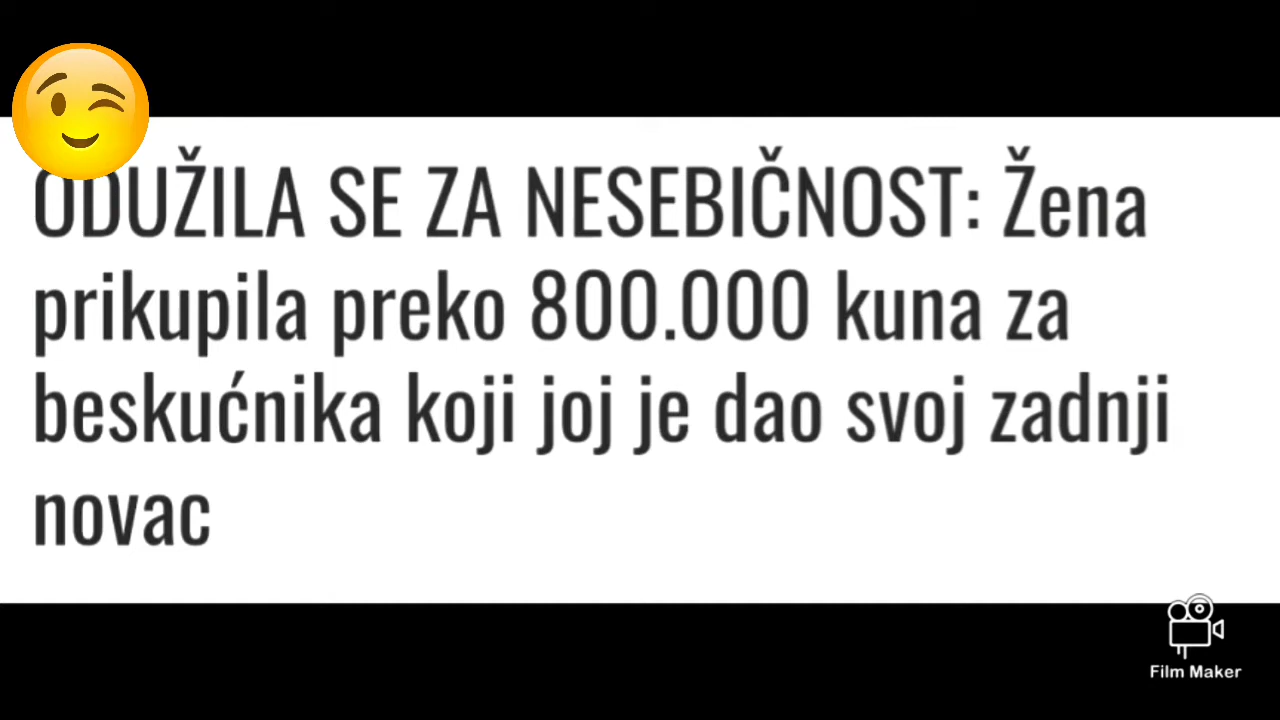 ODUŽILA SE ZA NESEBIČNOST: Žena
prikupila preko 800.000 kuna za
beskućnika koji joj je dao svoj zadnji
novac
Film Maker